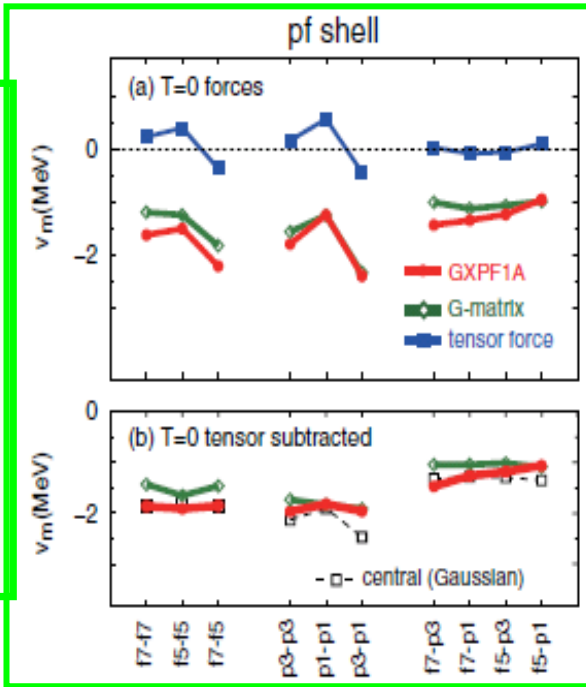 pf shell
(a) T=0 forces
0
-2
v_m(MeV)
GXPF1A
G-matrix
tensor force
0
(b) T=0 tensor subtracted
-2
v_m(MeV)
central (Gaussian)
f7-f7
f5-f5
f7-f5
p3-p3
p1-p1
p3-p1
f7-p3
f7-p1
f5-p3
f5-p1